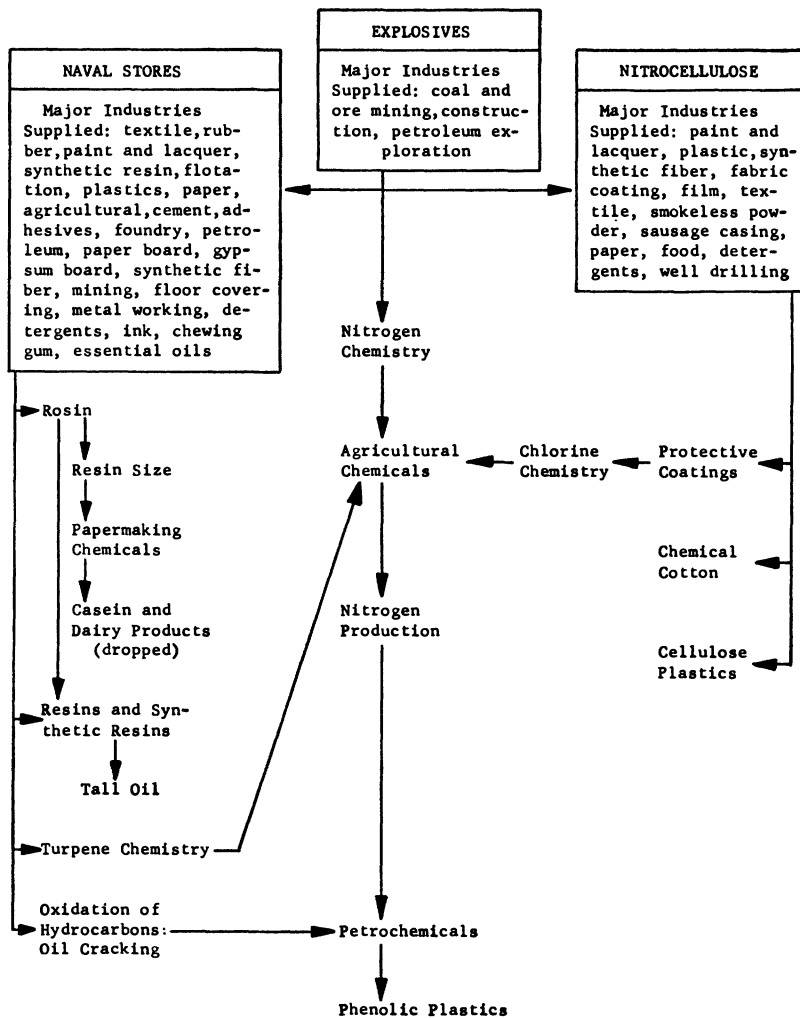 EXPLOSIVES
Major Industries
Supplied: coal and
ore mining,construc-
tion, petroleum ex-
ploration
NAVAL STORES
Major Industries
Supplied: textile,rub-
ber,paint and lacquer,
synthetic resin,flota-
tion, plastics, paper,
agricultural,cement,ad-
hesives, foundry, petro-
leum, paper board, gyp-
sum board, synthetic fi-
ber, mining, floor cover-
ing, metal working, de-
tergents, ink, chewing
gum, essential oils
NITROCELLULOSE
Major Industries
Supplied: paint and
lacquer, plastic,syn-
thetic fiber, fabric
coating, film, tex-
tile, smokeless pow-
der, sausage casing,
paper, food, deter-
gents, well drilling
Nitrogen
Chemistry
Rosin
Resin Size
Papermaking
Chemicals
Casein and
Dairy Products
(dropped)
Resins and Syn-
thetic Resins
Tall Oil
Turpene Chemistry
Oxidation of
Hydrocarbons:
Oil Cracking
Agricultural
Chemicals
Chlorine
Chemistry
Protective
Coatings
Chemical
Cotton
Cellulose
Plastics
Nitrogen
Production
Petrochemicals
Phenolic Plastics